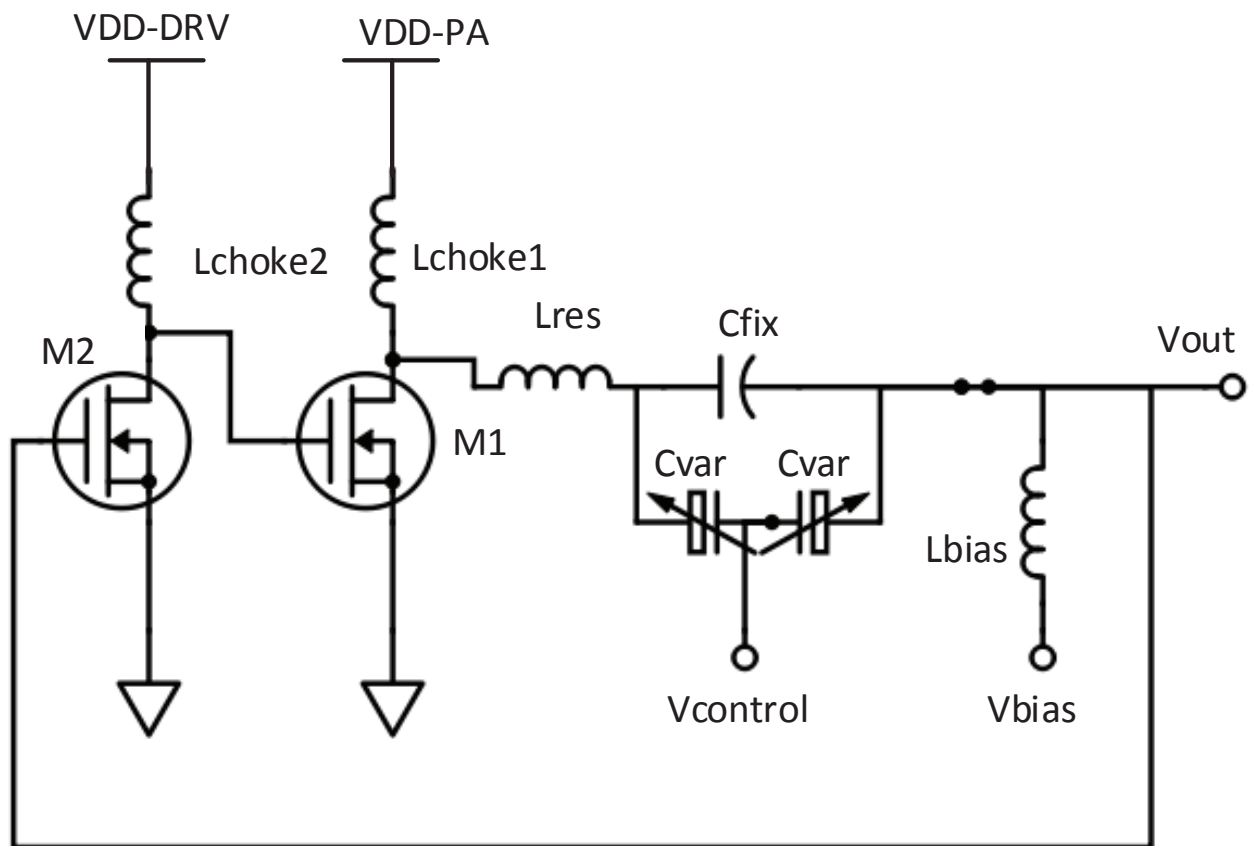 VDD-DRV
VDD-PA
Lchoke2
Lchoke1
Lres
Cfix
Vout
M2
M1
Cvar
Cvar
Lbias
Vcontrol
Vbias